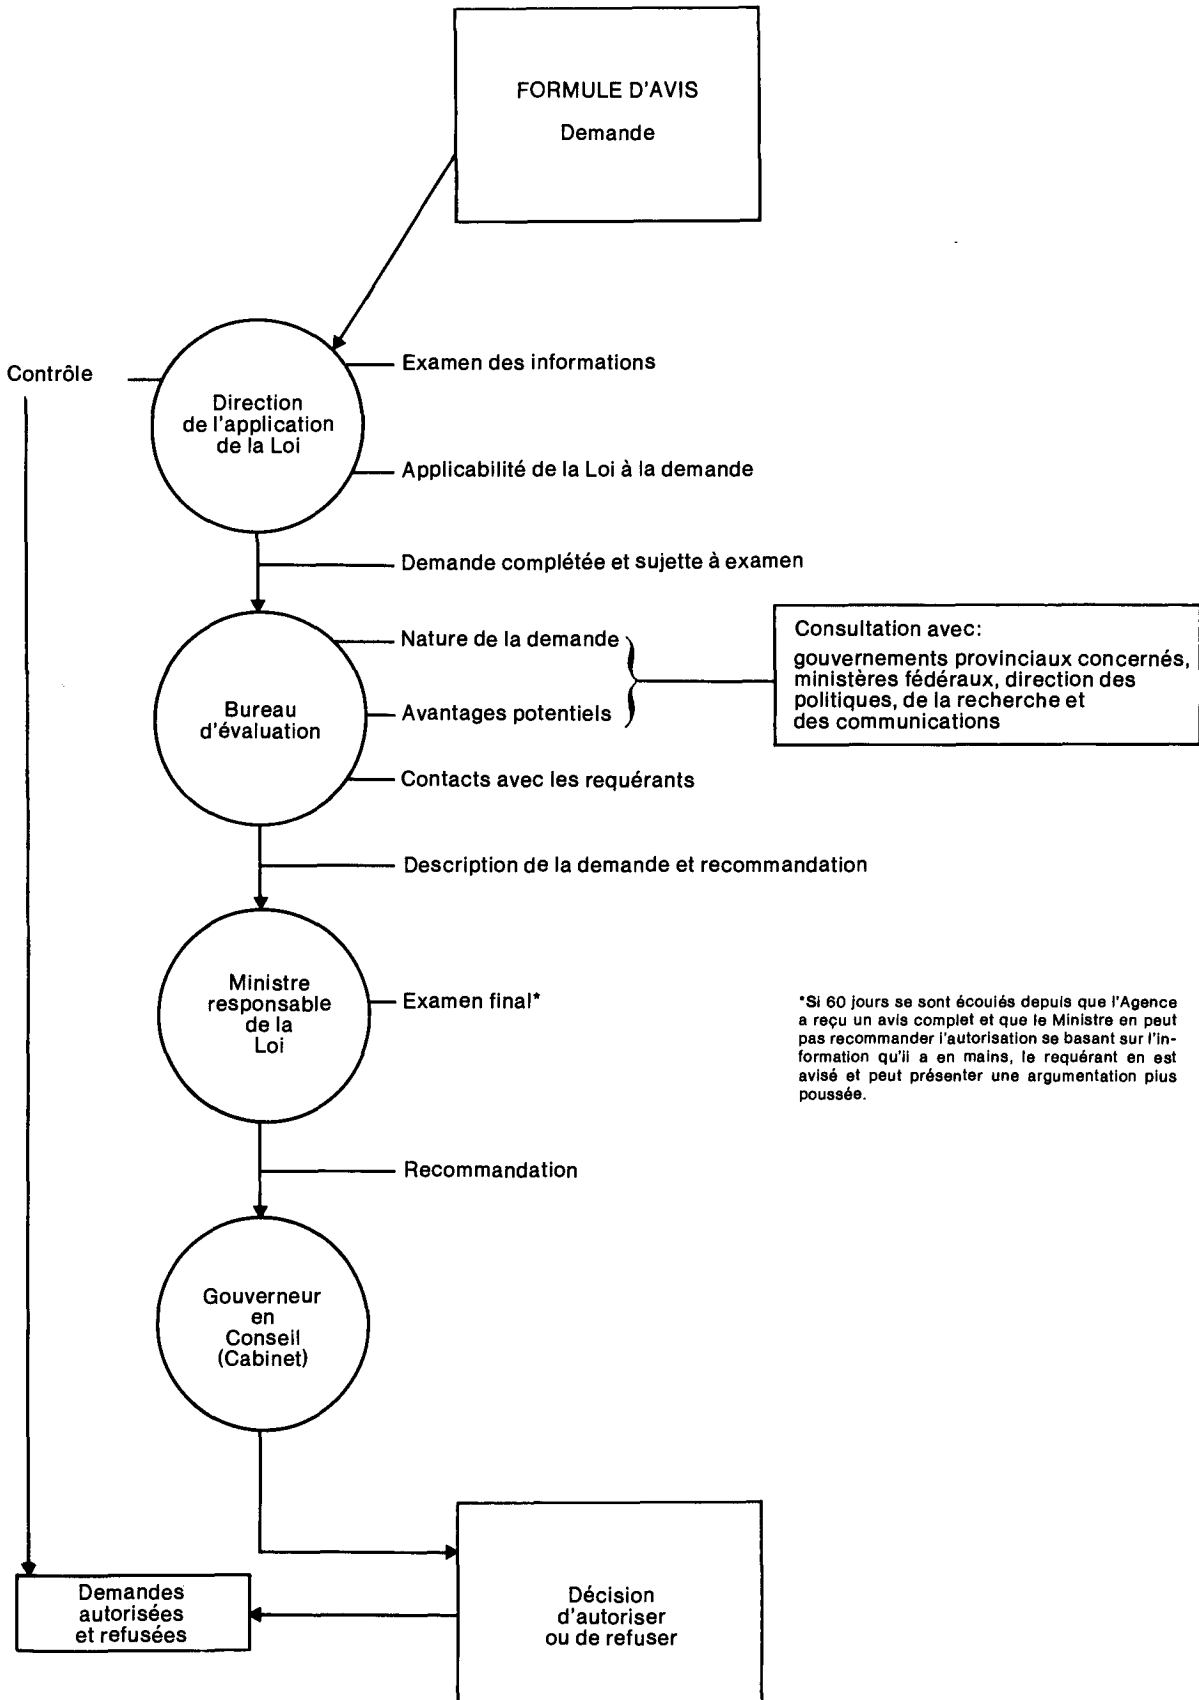 FORMULE D'AVIS
Demande
Contrôle
Examen des informations
Direction
de l'application
de la Loi
Applicabilité de la Loi à la demande
Demande complétée et sujette à examen
Nature de la demande
Consultation avec:
gouvernements provinciaux concernés,
ministères fédéraux, direction des
politiques, de la recherche et
des communications
Bureau
d'évaluation
Avantages potentiels
Contacts avec les requérants
Description de la demande et recommandation
Ministre
responsable
de la
Loi
Examen final*
*Si 60 jours se sont écoulés depuis que l'Agence
a reçu un avis complet et que le Ministre en peut
pas recommander l'autorisation se basant sur l'in-
formation qu'il a en mains, le requérant en est
avisé et peut présenter une argumentation plus
poussée.
Recommandation
Gouverneur
en
Conseil
(Cabinet)
Demandes
autorisées
et refusées
Décision
d'autoriser
ou de refuser